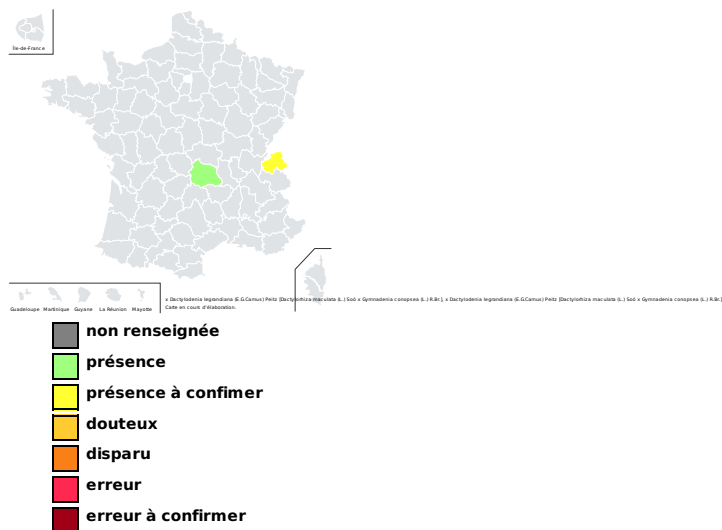 Île-de-France
Guadeloupe Martinique Guyane La Réunion Mayotte
x Dactylodenia legrandiana (E.G.Camus) Peitz [Dactylorhiza maculata (L.) Soó x Gymnadenia conopsea (L.) R.Br.], x Dactylodenia legrandiana (E.G.Camus) Peitz [Dactylorhiza maculata (L.) Soó x Gymnadenia conopsea (L.) R.Br.]
Carte en cours d'élaboration.
non renseignée
présence
présence à confimer
douteux
disparu
erreur
erreur à confirmer